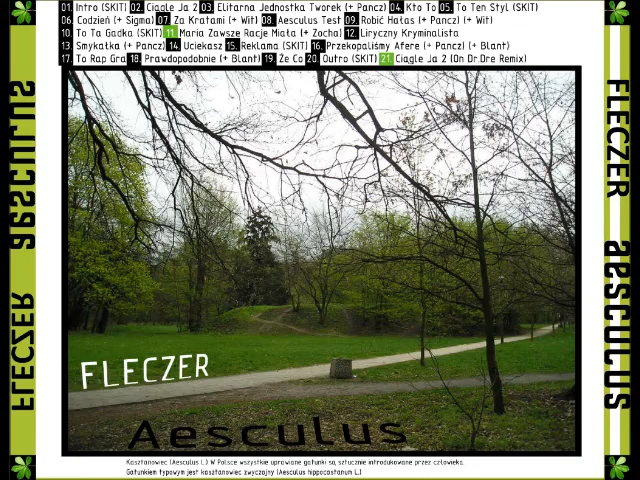 01. Intro (SKIT) 02. Ciągle Ja 2 03. Elitarna Jednostka Tworek (+ Pancz) 04. Kto To 05. To Ten Styl (SKIT)
06. Codzień (+ Sigma) 07. Za Kratami (+ Wit) 08. Aesculus Test 09. Robić Hałas (+ Pancz) (+ Wit)
10. To Ta Gadka (SKIT) 11. Maria Zawsze Racje Miała (+ Zocha) 12. Liryczny Kryminalista
13. Smykałka (+ Pancz) 14. Uciekasz 15. Reklama (SKIT) 16. Przekopaliśmy Afere (+ Pancz) (+ Blant)
17. To Rap Gra 18. Prawdopodobnie (+ Blant) 19. Że Co 20. Outro (SKIT) 21. Ciągle Ja 2 (On Dr.Dre Remix)
FLECZER aesculus
FLECZER aesculus
FLECZER
Aesculus
Kasztanowiec (Aesculus L.) W Polsce wszystkie uprawiane gatunki są sztucznie introdukowane przez człowieka.
Gatunkiem typowym jest kasztanowiec zwyczajny (Aesculus hippocastanum L.)